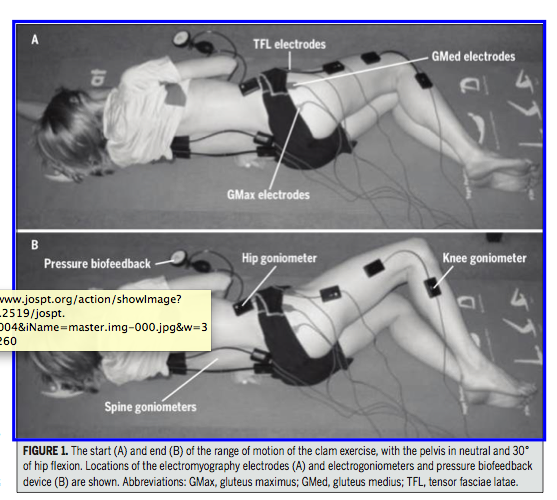 A
TFL electrodes
GMed electrodes
GMax electrodes
B
Pressure biofeedback
Hip goniometer
Knee goniometer
www.jospt.org/action/showImage?
.2519/jospt.
004&iName=master.img-000.jpg&w=3
260
Spine goniometers
FIGURE 1. The start (A) and end (B) of the range of motion of the clam exercise, with the pelvis in neutral and 30°
of hip flexion. Locations of the electromyography electrodes (A) and electrogoniometers and pressure biofeedback
device (B) are shown. Abbreviations: GMax, gluteus maximus; GMed, gluteus medius; TFL, tensor fasciae latae.